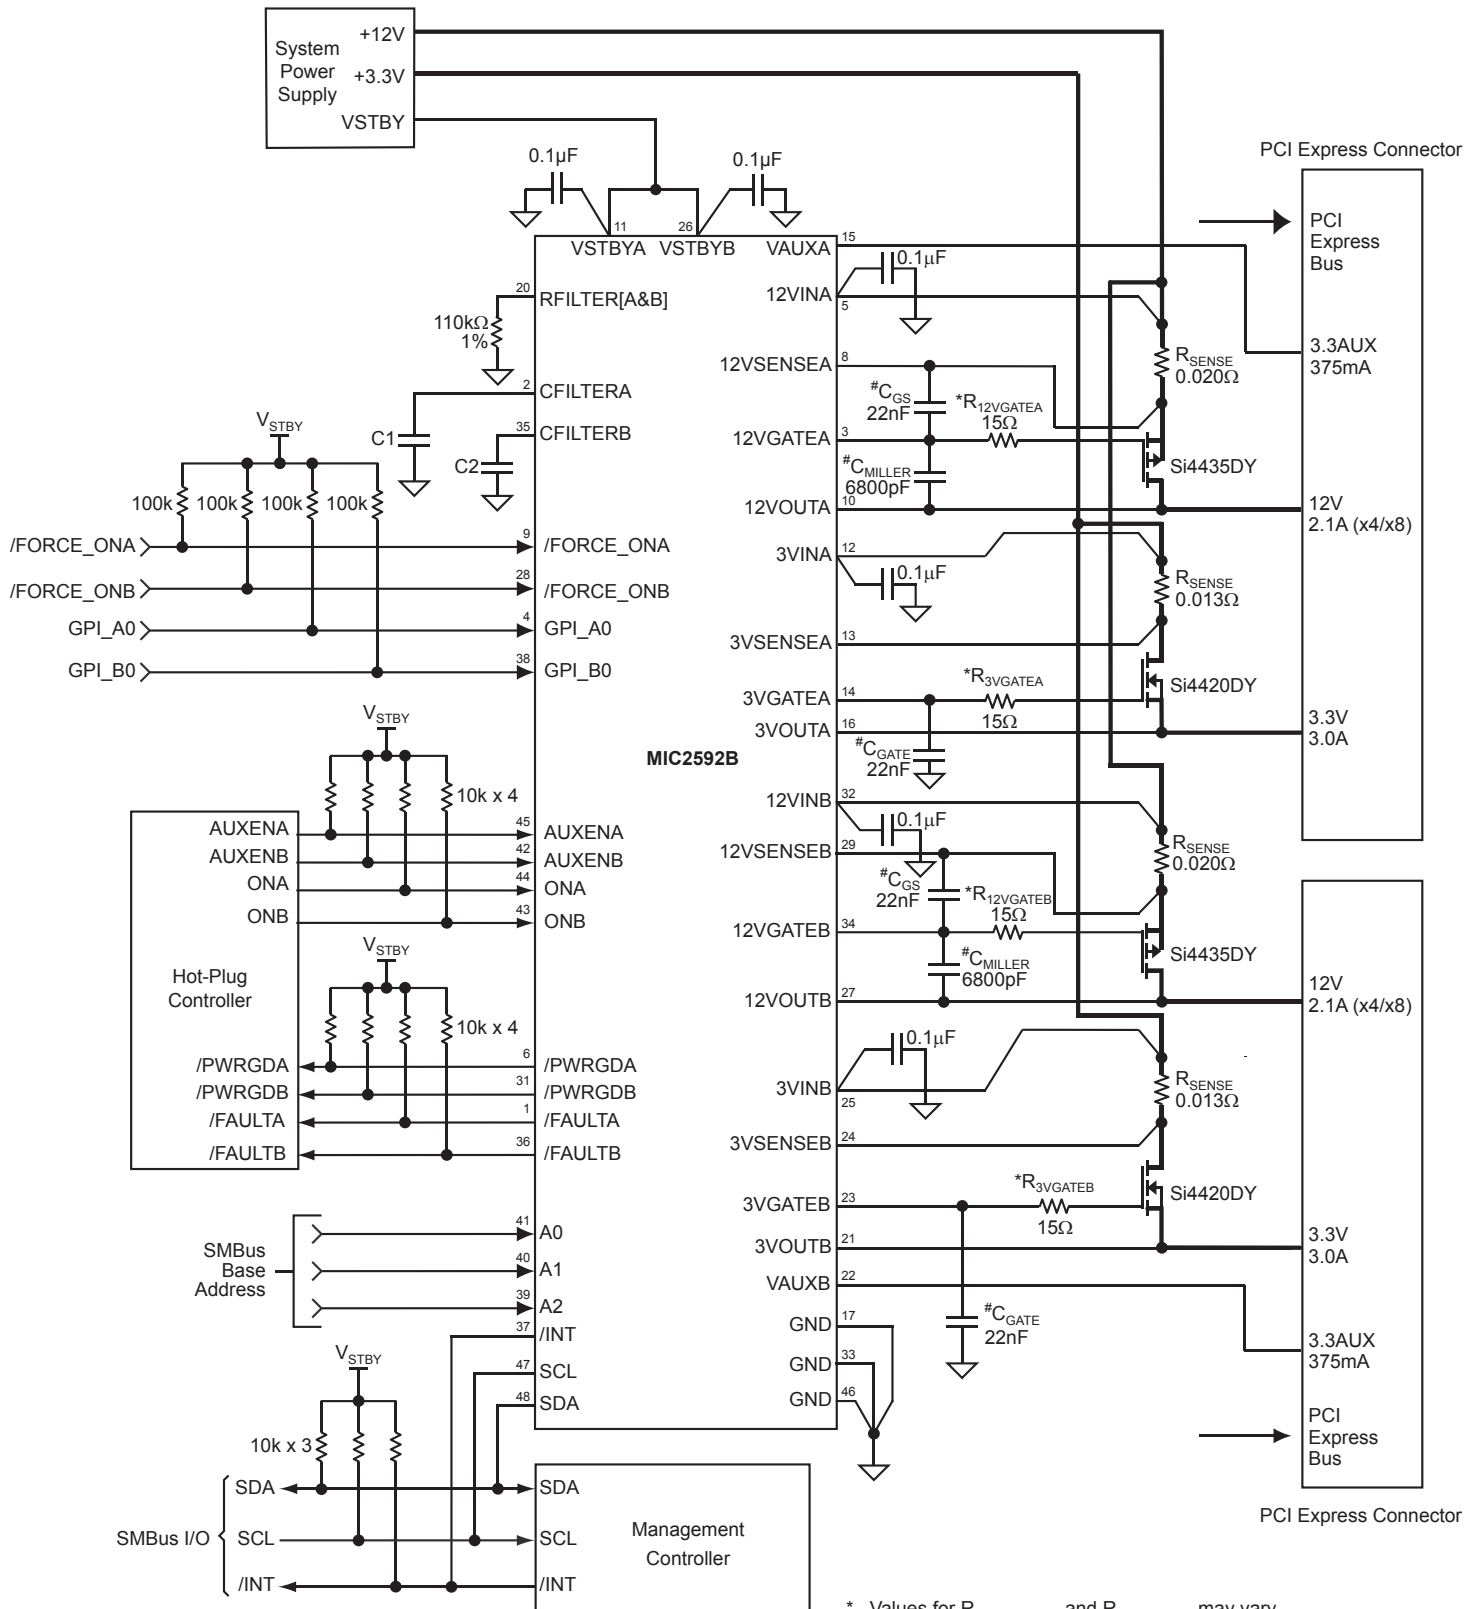 +12V
System
Power
Supply
+3.3V
VSTBY
0.1µF
0.1µF
PCI Express Connector
11
26
VSTBYA VSTBYB
VAUXA
15
PCI
Express
Bus
0.1µF
12VINA
5
20
RFILTER[A&B]
110kΩ
1%
3.3AUX
375mA
R_SENSE
0.020Ω
12VSENSEA
8
2
CFILTERA
#C_GS
22nF
*R_12VGATEA
15Ω
V_STBY
C1
35
CFILTERB
C2
12VGATEA
3
Si4435DY
#C_MILLER
6800pF
100k
100k
100k
100k
12VOUTA
10
12V
2.1A (x4/x8)
/FORCE_ONA
9
/FORCE_ONA
3VINA
12
0.1µF
R_SENSE
0.013Ω
/FORCE_ONB
28
/FORCE_ONB
GPI_A0
4
GPI_A0
3VSENSEA
13
GPI_B0
38
GPI_B0
*R_3VGATEA
15Ω
Si4420DY
3VGATEA
14
V_STBY
3VOUTA
16
3.3V
3.0A
#C_GATE
22nF
MIC2592B
10k x 4
12VINB
32
0.1µF
AUXENA
45
AUXENA
AUXENB
42
AUXENB
12VSENSEB
29
R_SENSE
0.020Ω
ONA
44
ONA
#C_GS
22nF
*R_12VGATEB
15Ω
ONB
43
ONB
12VGATEB
34
V_STBY
Si4435DY
Hot-Plug
Controller
#C_MILLER
6800pF
12V
2.1A (x4/x8)
12VOUTB
27
10k x 4
0.1µF
/PWRGDA
6
/PWRGDA
3VINB
25
R_SENSE
0.013Ω
/PWRGDB
31
/PWRGDB
/FAULTA
1
/FAULTA
3VSENSEB
24
/FAULTB
36
/FAULTB
*R_3VGATEB
15Ω
Si4420DY
3VGATEB
23
SMBus
Base
Address
41
A0
3VOUTB
21
3.3V
3.0A
40
A1
VAUXB
22
39
A2
#C_GATE
22nF
37
/INT
GND
17
3.3AUX
375mA
V_STBY
47
SCL
GND
33
48
SDA
GND
46
PCI
Express
Bus
10k x 3
SMBus I/O
SDA
SDA
SCL
SCL
/INT
/INT
Management
Controller
PCI Express Connector
* Values for R and R may vary